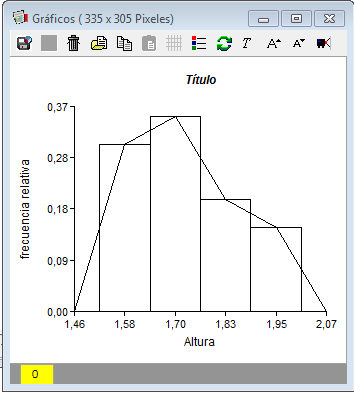 Gráficos ( 335 x 305 Pixeles)
T A A
Título
0,37
0,28
0,18
0,09
0,00
frecuencia relativa
1,46 1,58 1,70 1,83 1,95 2,07
Altura
0